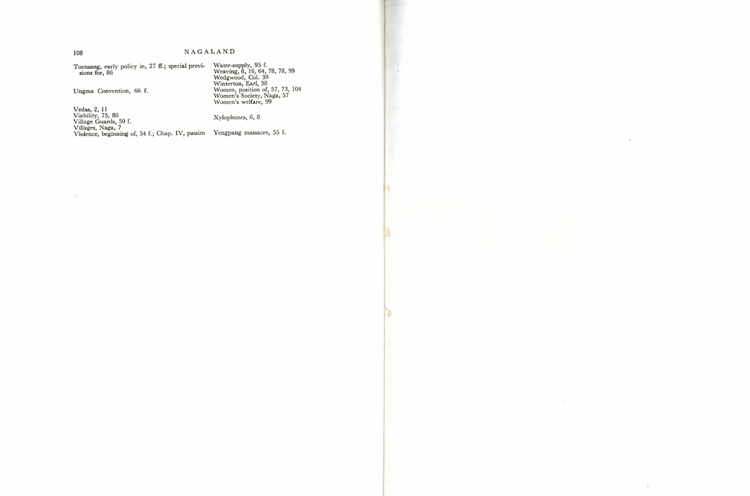 108
NAGALAND
Tuensang, early policy in, 27 ff.; special provi-
sions for, 86
Ungma Convention, 66 f.
Vedas, 2, 11
Viability, 75, 80
Village Guards, 59 f.
Villages, Naga, 7
Violence, beginning of, 54 f.; Chap. IV, passim
Water-supply, 95 f.
Weaving, 8, 16, 64, 78, 78, 99
Wedgwood, Col. 39
Winterton, Earl, 38
Women, position of, 57, 73, 104
Women's Society, Naga, 57
Women's welfare, 99
Xylophones, 6, 8
Yengpang massacre, 55 f.